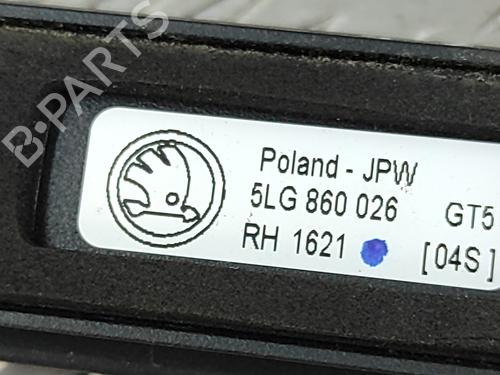 B-PARTS
Poland - JPW
5LG 860 026 GT5
RH 1621 [04S]